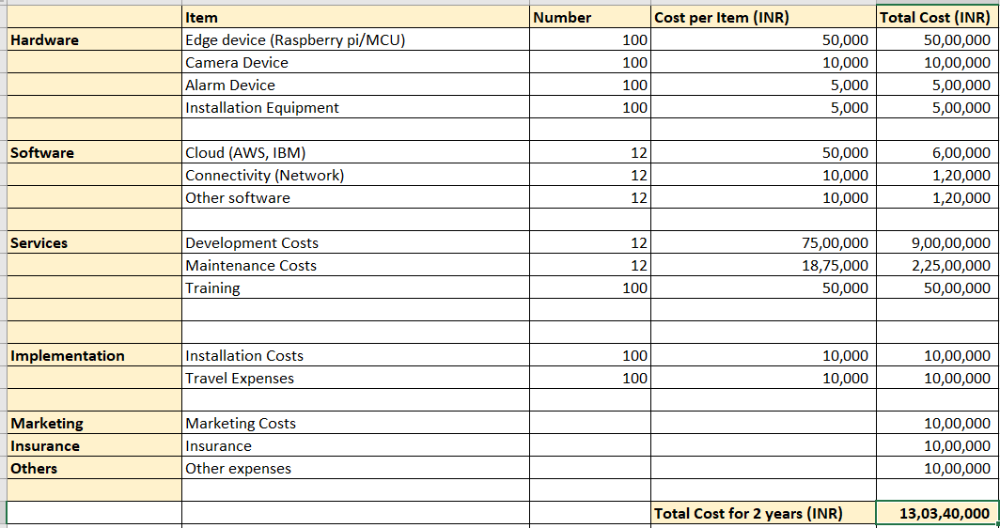 Item Number Cost per Item (INR) Total Cost (INR)
Hardware Edge device (Raspberry pi/MCU) 100 50,000 50,00,000
Camera Device 100 10,000 10,00,000
Alarm Device 100 5,000 5,00,000
Installation Equipment 100 5,000 5,00,000
Software Cloud (AWS, IBM) 12 50,000 6,00,000
Connectivity (Network) 12 10,000 1,20,000
Other software 12 10,000 1,20,000
Services Development Costs 12 75,00,000 9,00,00,000
Maintenance Costs 12 18,75,000 2,25,00,000
Training 100 50,000 50,00,000
Implementation Installation Costs 100 10,000 10,00,000
Travel Expenses 100 10,000 10,00,000
Marketing Marketing Costs 10,00,000
Insurance Insurance 10,00,000
Others Other expenses 10,00,000
Total Cost for 2 years (INR) 13,03,40,000